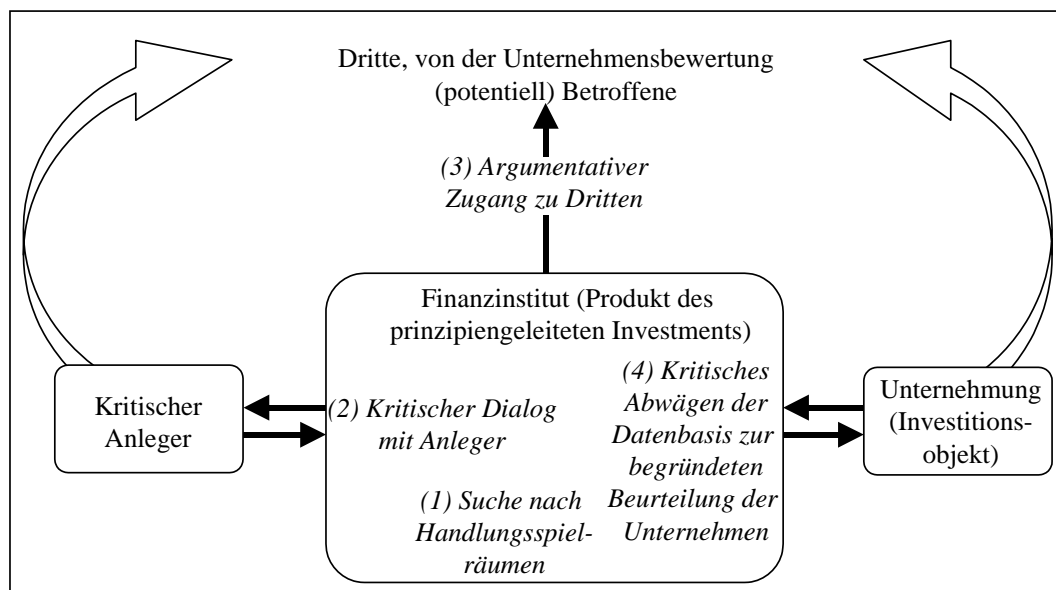 Dritte, von der Unternehmensbewertung
(potentiell) Betroffene
(3) Argumentativer
Zugang zu Dritten
Finanzinstitut (Produkt des
prinzipiengeleiteten Investments)
Kritischer
Anleger
(2) Kritischer Dialog
mit Anleger
(1) Suche nach
Handlungsspiel-
räumen
(4) Kritisches
Abwägen der
Datenbasis zur
begründeten
Beurteilung der
Unternehmen
Unternehmung
(Investitions-
objekt)